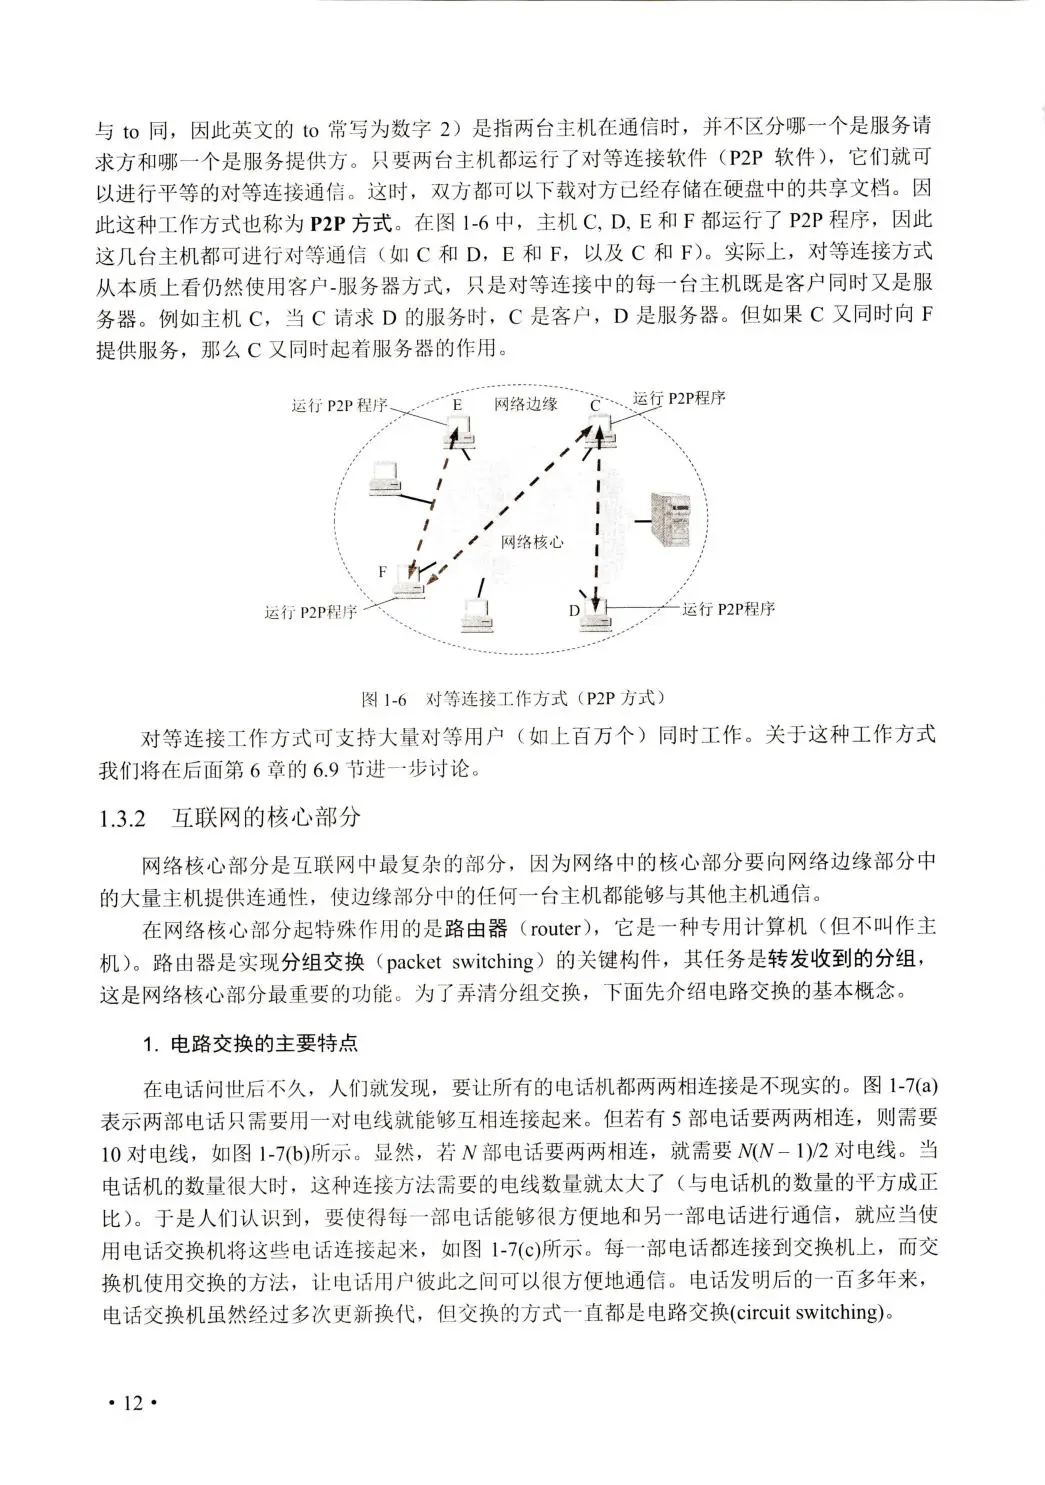 与 to 同，因此英文的 to 常写为数字 2）是指两台主机在通信时，并不区分哪一个是服务请
求方和哪一个是服务提供方。只要两台主机都运行了对等连接软件（P2P 软件），它们就可
以进行平等的对等连接通信。这时，双方都可以下载对方已经存储在硬盘中的共享文档。因
此这种工作方式也称为 P2P 方式。在图 1-6 中，主机 C, D, E 和 F 都运行了 P2P 程序，因此
这几台主机都可进行对等通信（如 C 和 D，E 和 F，以及 C 和 F）。实际上，对等连接方式
从本质上看仍然使用客户-服务器方式，只是对等连接中的每一台主机既是客户同时又是服
务器。例如主机 C，当 C 请求 D 的服务时，C 是客户，D 是服务器。但如果 C 又同时向 F
提供服务，那么 C 又同时起着服务器的作用。
运行 P2P 程序 E 网络边缘 C 运行 P2P程序
网络核心
F
运行 P2P程序 D 运行 P2P程序
图 1-6 对等连接工作方式（P2P 方式）
对等连接工作方式可支持大量对等用户（如上百万个）同时工作。关于这种工作方式
我们将在后面第 6 章的 6.9 节进一步讨论。
1.3.2 互联网的核心部分
网络核心部分是互联网中最复杂的部分，因为网络中的核心部分要向网络边缘部分中
的大量主机提供连通性，使边缘部分中的任何一台主机都能够与其他主机通信。
在网络核心部分起特殊作用的是路由器（router），它是一种专用计算机（但不叫作主
机）。路由器是实现分组交换（packet switching）的关键构件，其任务是转发收到的分组，
这是网络核心部分最重要的功能。为了弄清分组交换，下面先介绍电路交换的基本概念。
1. 电路交换的主要特点
在电话问世后不久，人们就发现，要让所有的电话机都两两相连接是不现实的。图 1-7(a)
表示两部电话只需要用一对电线就能够互相连接起来。但若有 5 部电话要两两相连，则需要
10 对电线，如图 1-7(b)所示。显然，若 N 部电话要两两相连，就需要 N(N – 1)/2 对电线。当
电话机的数量很大时，这种连接方法需要的电线数量就太大了（与电话机的数量的平方成正
比）。于是人们认识到，要使得每一部电话能够很方便地和另一部电话进行通信，就应当使
用电话交换机将这些电话连接起来，如图 1-7(c)所示。每一部电话都连接到交换机上，而交
换机使用交换的方法，让电话用户彼此之间可以很方便地通信。电话发明后的一百多年来，
电话交换机虽然经过多次更新换代，但交换的方式一直都是电路交换(circuit switching)。
• 12 •